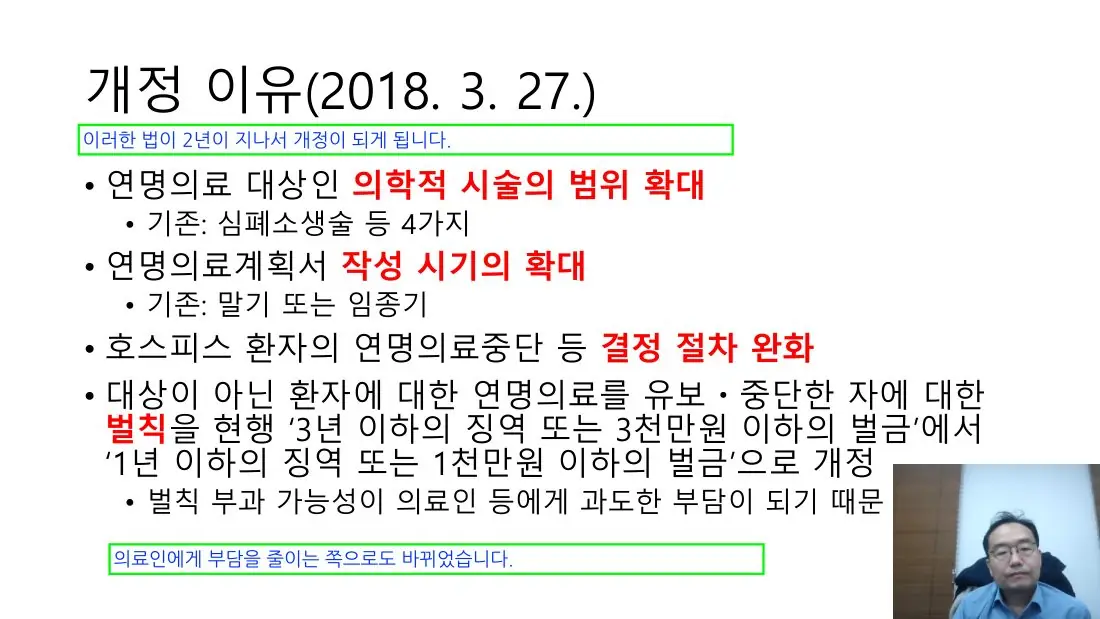 개정 이유(2018. 3. 27.)
이러한 법이 2년이 지나서 개정이 되게 됩니다.
• 연명의료 대상인 의학적 시술의 범위 확대
• 기존: 심폐소생술 등 4가지
• 연명의료계획서 작성 시기의 확대
• 기존: 말기 또는 임종기
• 호스피스 환자의 연명의료중단 등 결정 절차 완화
• 대상이 아닌 환자에 대한 연명의료를 유보・중단한 자에 대한
벌칙을 현행 ‘3년 이하의 징역 또는 3천만원 이하의 벌금’에서
‘1년 이하의 징역 또는 1천만원 이하의 벌금’으로 개정
• 벌칙 부과 가능성이 의료인 등에게 과도한 부담이 되기 때문
의료인에게 부담을 줄이는 쪽으로도 바뀌었습니다.